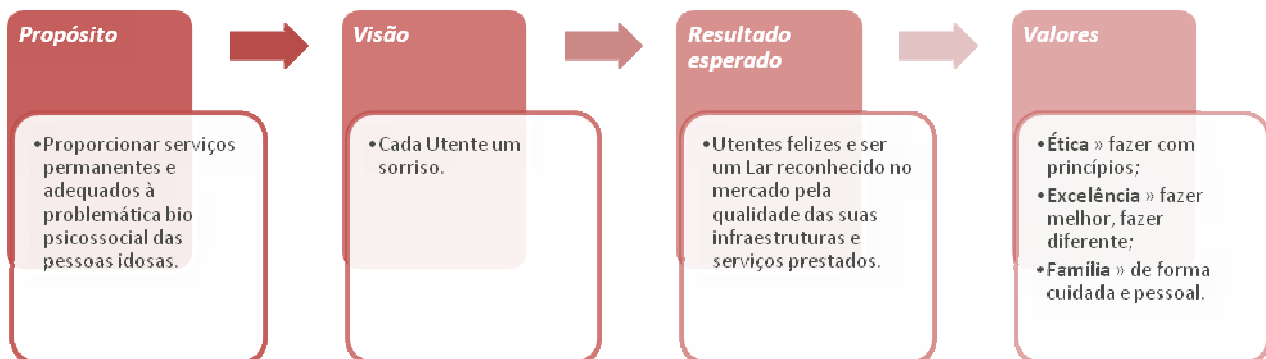 Propósito
•Proporcionar serviços
permanentes e
adequados à
problemática bio
psicossocial das
pessoas idosas.
Visão
•Cada Utente um
sorriso.
Resultado
esperado
•Utentes felizes e ser
um Lar reconhecido no
mercado pela
qualidade das suas
infraestruturas e
serviços prestados.
Valores
•Ética » fazer com
princípios;
•Excelência » fazer
melhor, fazer
diferente;
•Família » de forma
cuidada e pessoal.